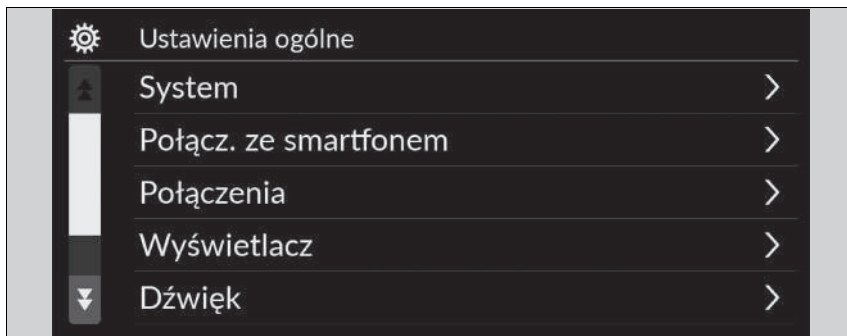 Ustawienia ogólne
System
Połącz. ze smartfonem
Połączenia
Wyświetlacz
Dźwięk